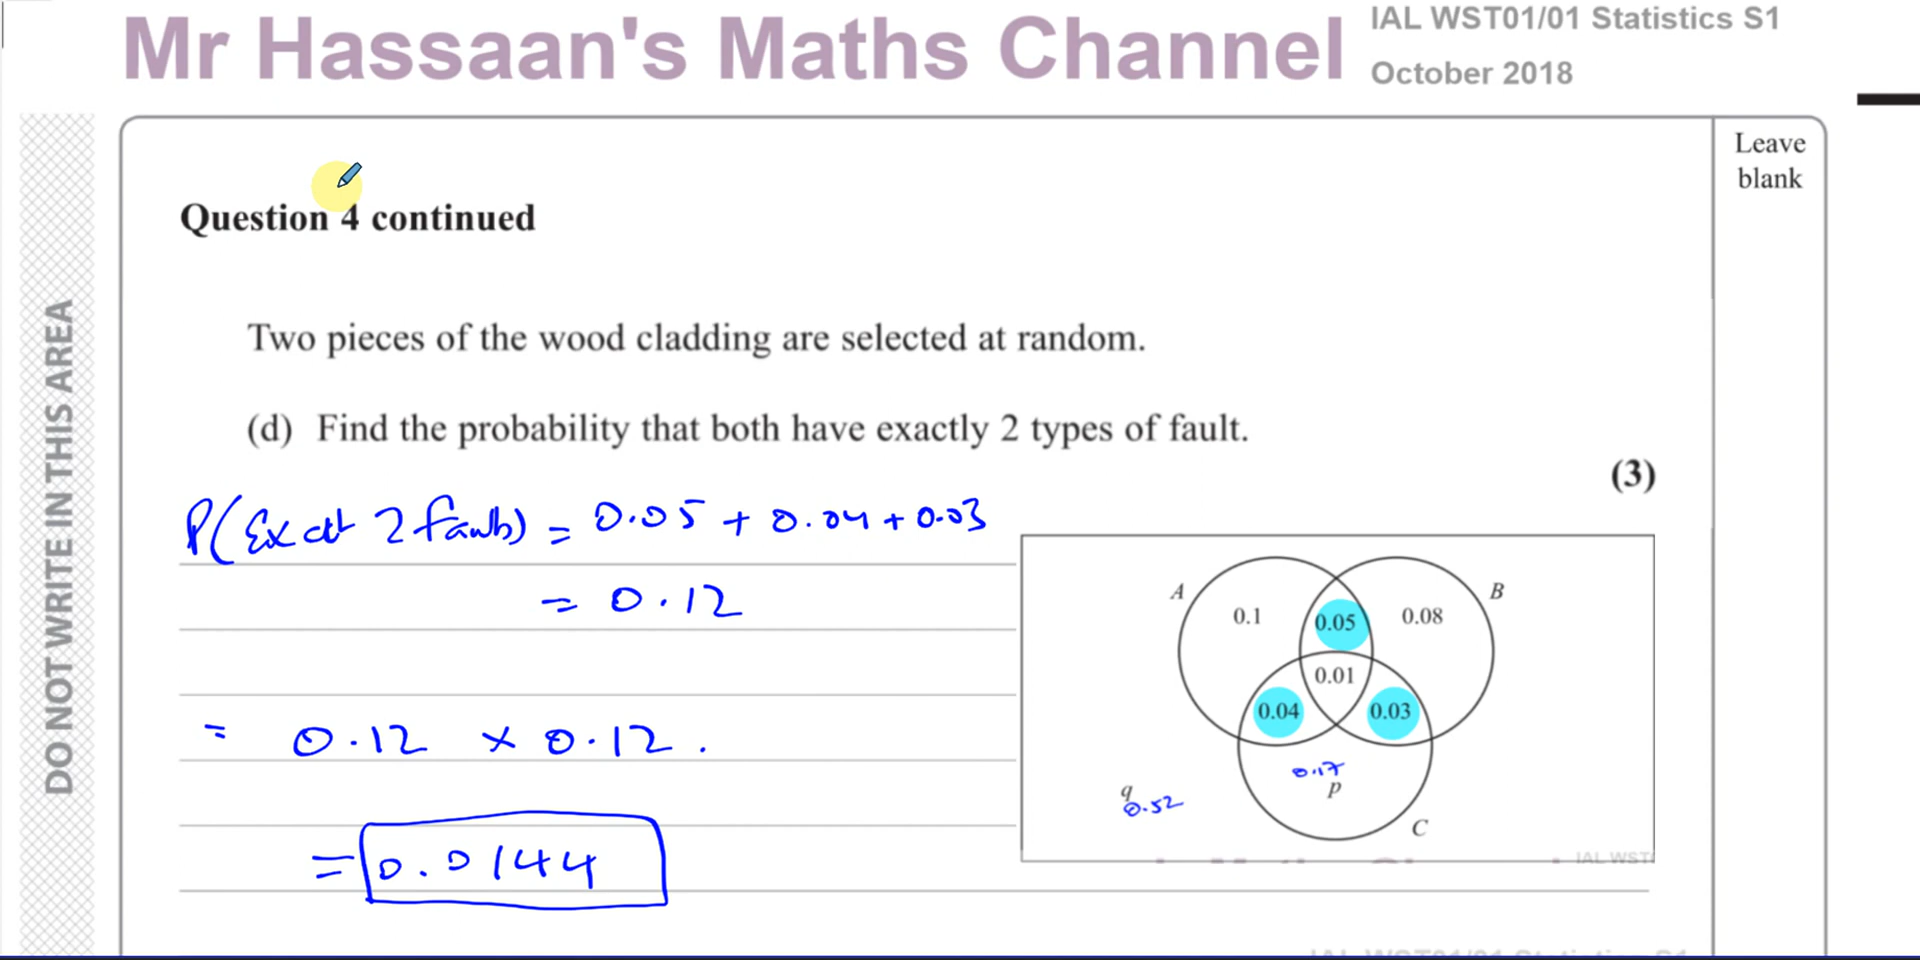 Mr Hassaan's Maths Channel
IAL WST01/01 Statistics S1
October 2018
Leave
blank
DO NOT WRITE IN THIS AREA
Question 4 continued
Two pieces of the wood cladding are selected at random.
(d) Find the probability that both have exactly 2 types of fault.
(3)
P(Exact 2 faults) = 0.05 + 0.04 + 0.03
= 0.12
= 0.12 × 0.12.
= 0.0144
A
B
0.1
0.05
0.08
0.01
0.04
0.03
0.17
p
q
0.52
C
IAL WST